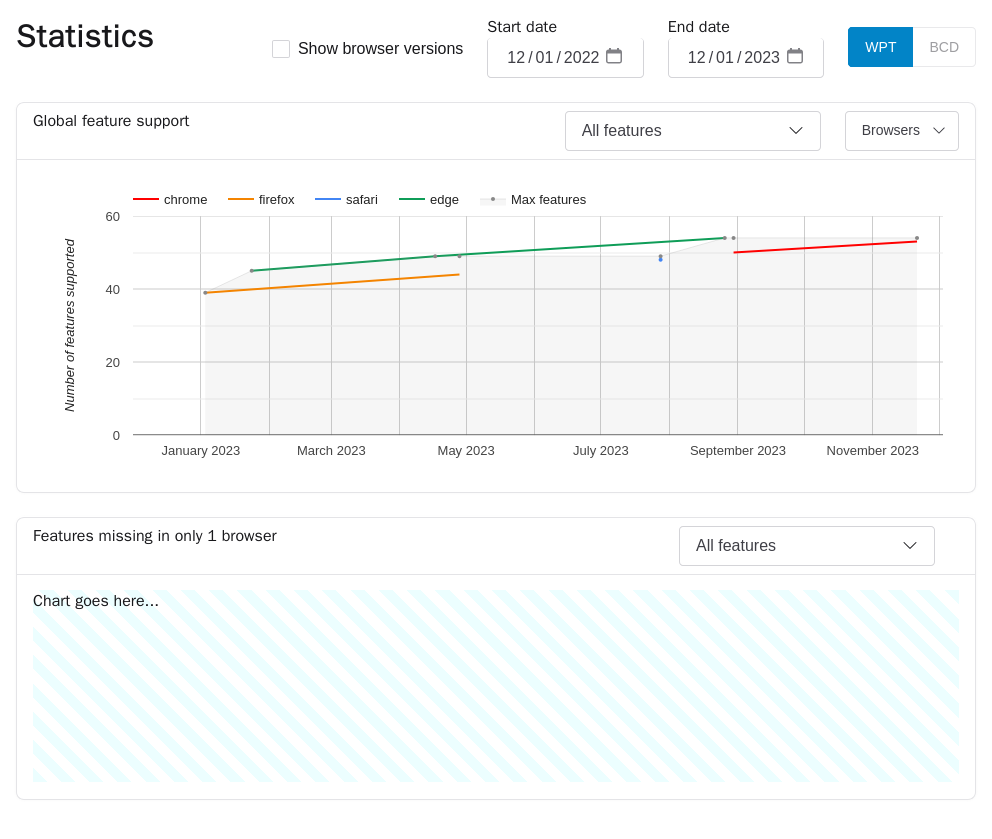 Statistics
Show browser versions
Start date
12/01/2022
End date
12/01/2023
WPT
BCD
Global feature support
All features
Browsers
chrome
firefox
safari
edge
Max features
Number of features supported
60
40
20
0
January 2023
March 2023
May 2023
July 2023
September 2023
November 2023
Features missing in only 1 browser
All features
Chart goes here...